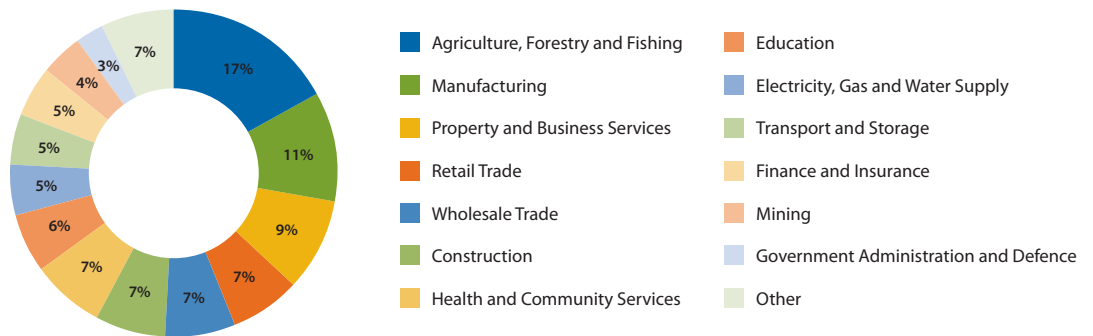 17%
11%
9%
7%
7%
7%
7%
6%
5%
5%
5%
4%
3%
7%
Agriculture, Forestry and Fishing
Manufacturing
Property and Business Services
Retail Trade
Wholesale Trade
Construction
Health and Community Services
Education
Electricity, Gas and Water Supply
Transport and Storage
Finance and Insurance
Mining
Government Administration and Defence
Other